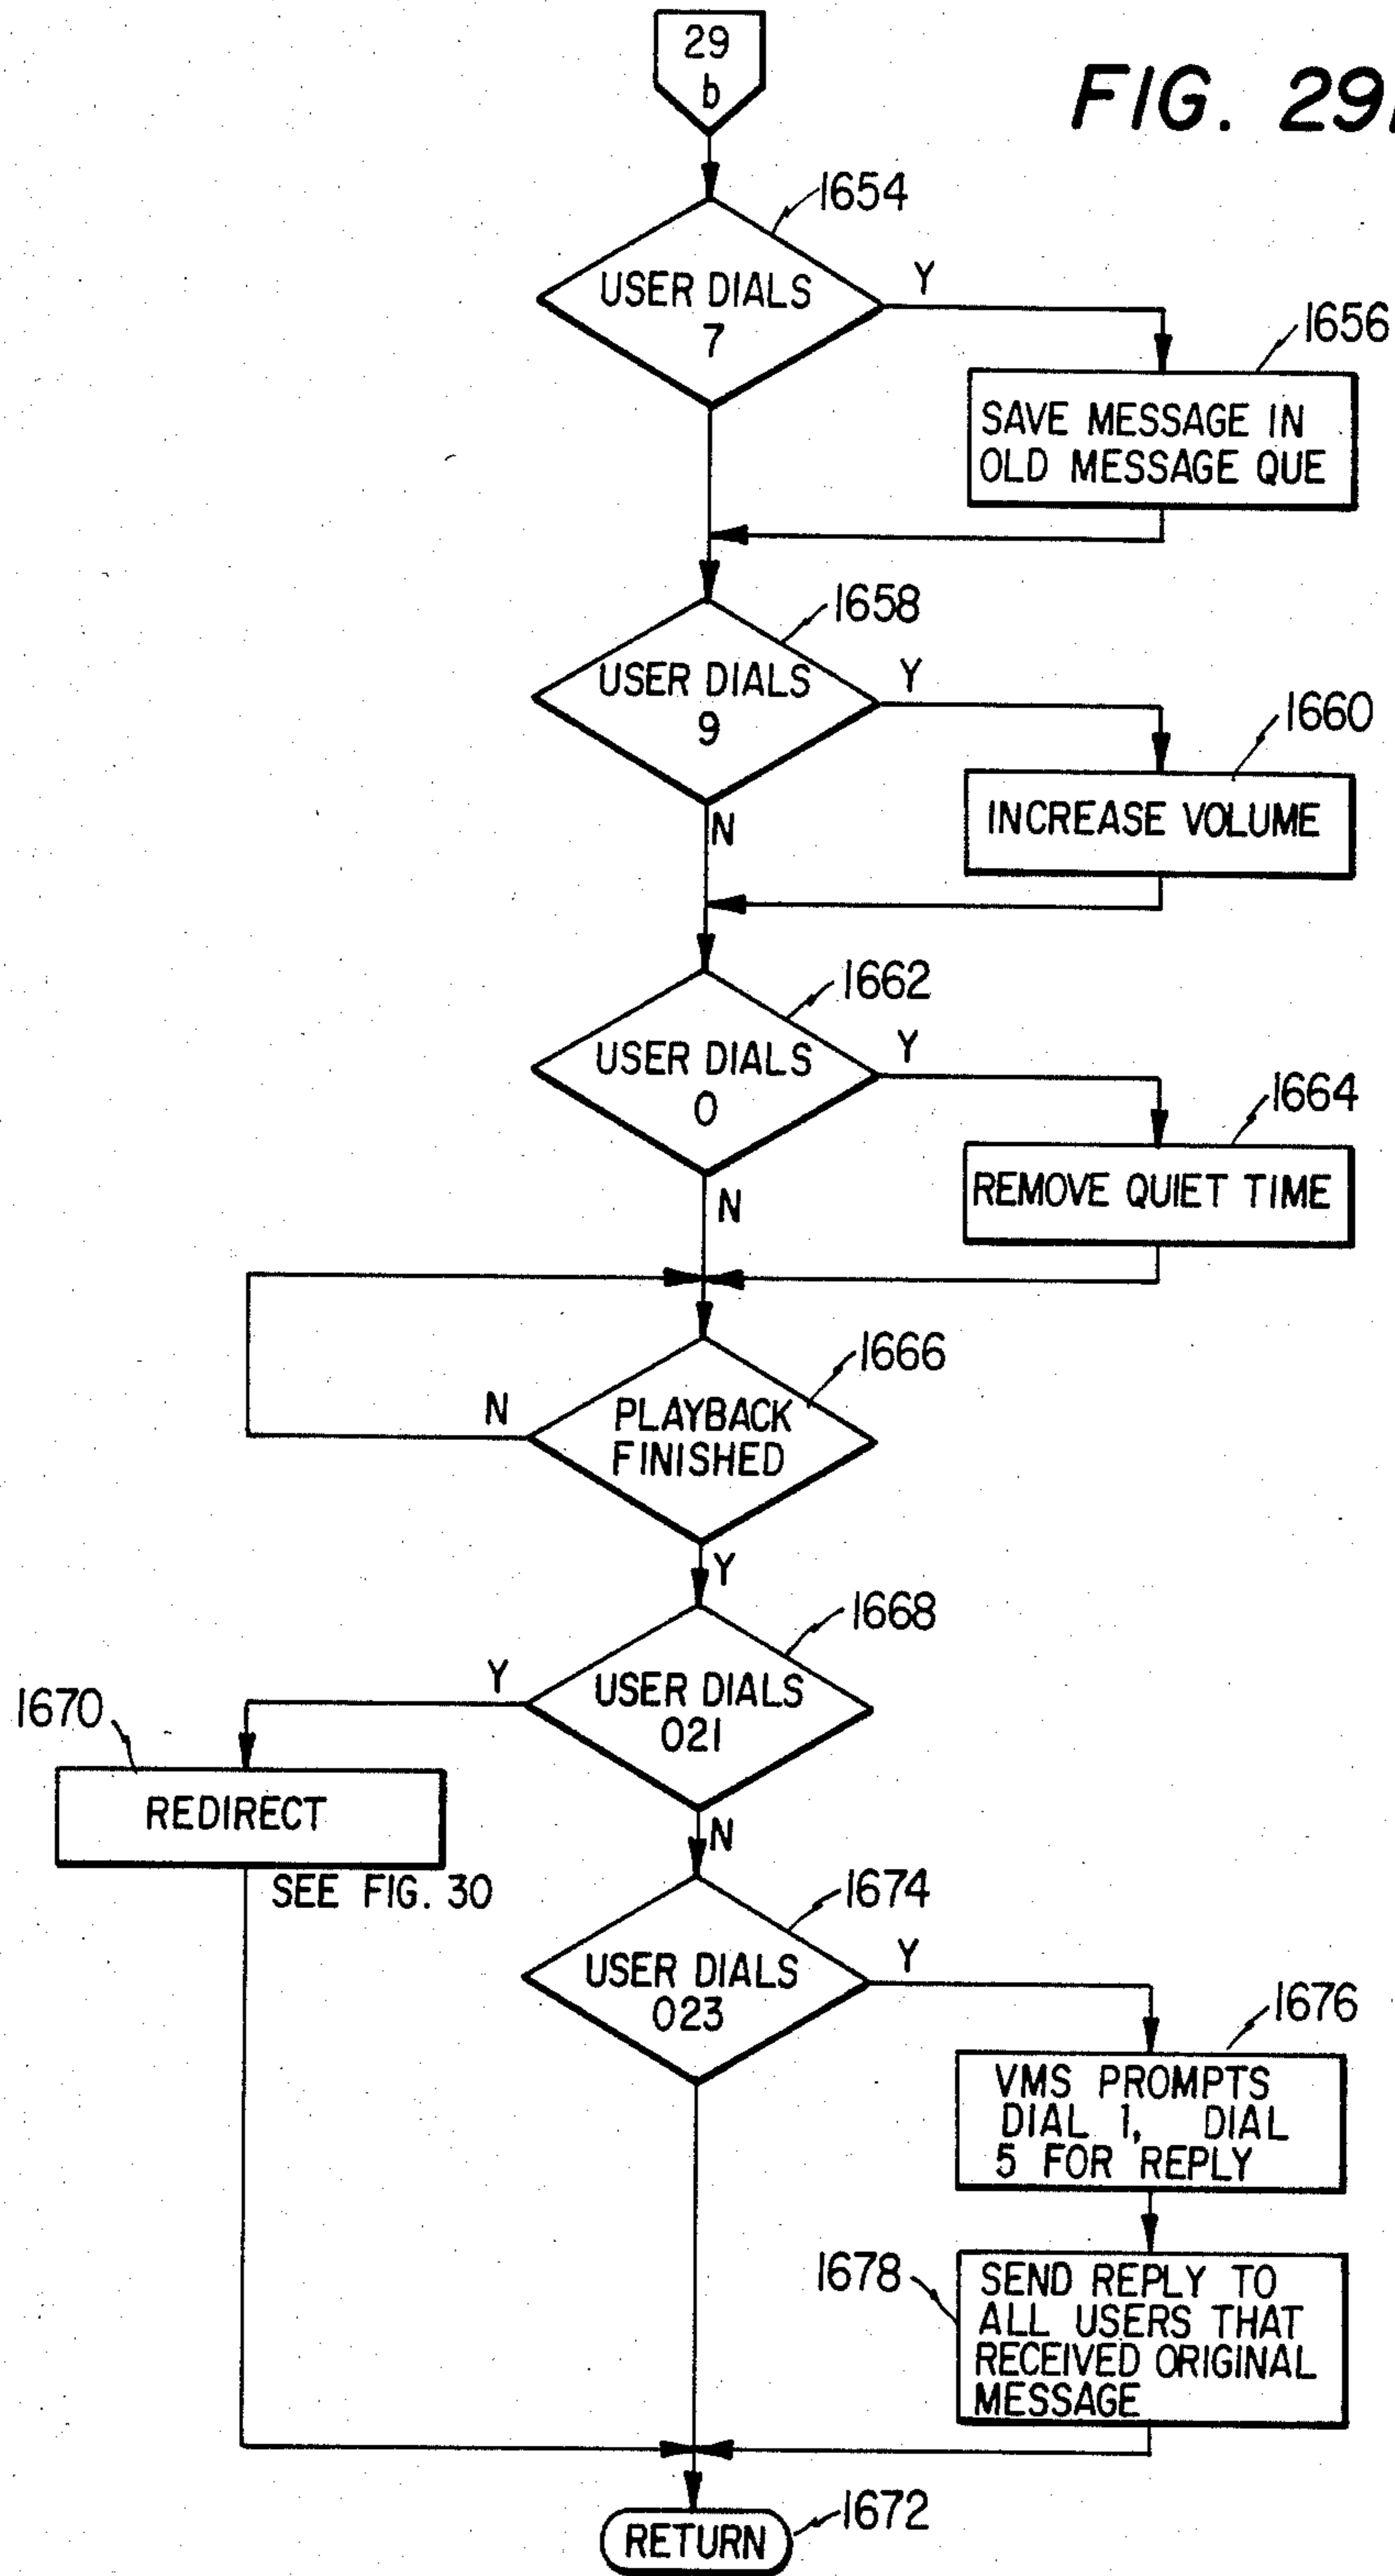 29
b
FIG. 29
1654
USER DIALS
7
Y
1656
SAVE MESSAGE IN
OLD MESSAGE QUE
1658
USER DIALS
9
Y
N
1660
INCREASE VOLUME
1662
USER DIALS
0
Y
N
1664
REMOVE QUIET TIME
1666
PLAYBACK
FINISHED
N
Y
1668
USER DIALS
021
Y
N
1670
REDIRECT
SEE FIG. 30
1674
USER DIALS
023
Y
1676
VMS PROMPTS
DIAL 1, DIAL
5 FOR REPLY
1678
SEND REPLY TO
ALL USERS THAT
RECEIVED ORIGINAL
MESSAGE
RETURN
1672